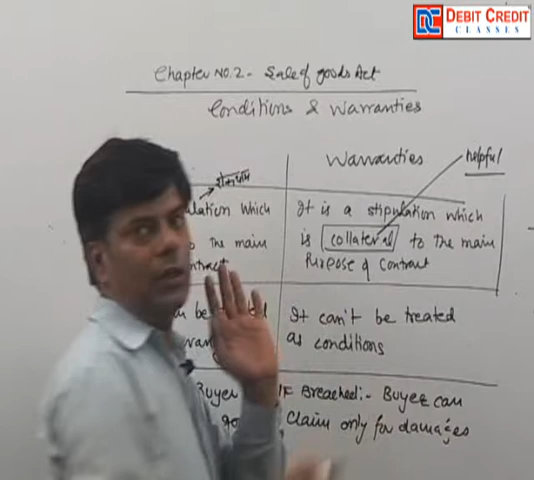 DC DEBIT CREDIT
CLASSES
Chapter No.2 - Sale of goods Act
Conditions & Warranties
Warranties
helpful
lation which
the main
It is a stipulation which
is collateral to the main
Purpose of Contract
be
It can't be treated
as conditions
Buyer
IF Breached:- Buyer can
Claim only for damages